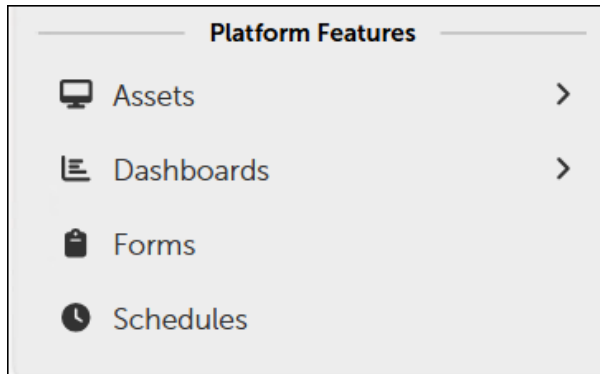 Platform Features
Assets
Dashboards
Forms
Schedules